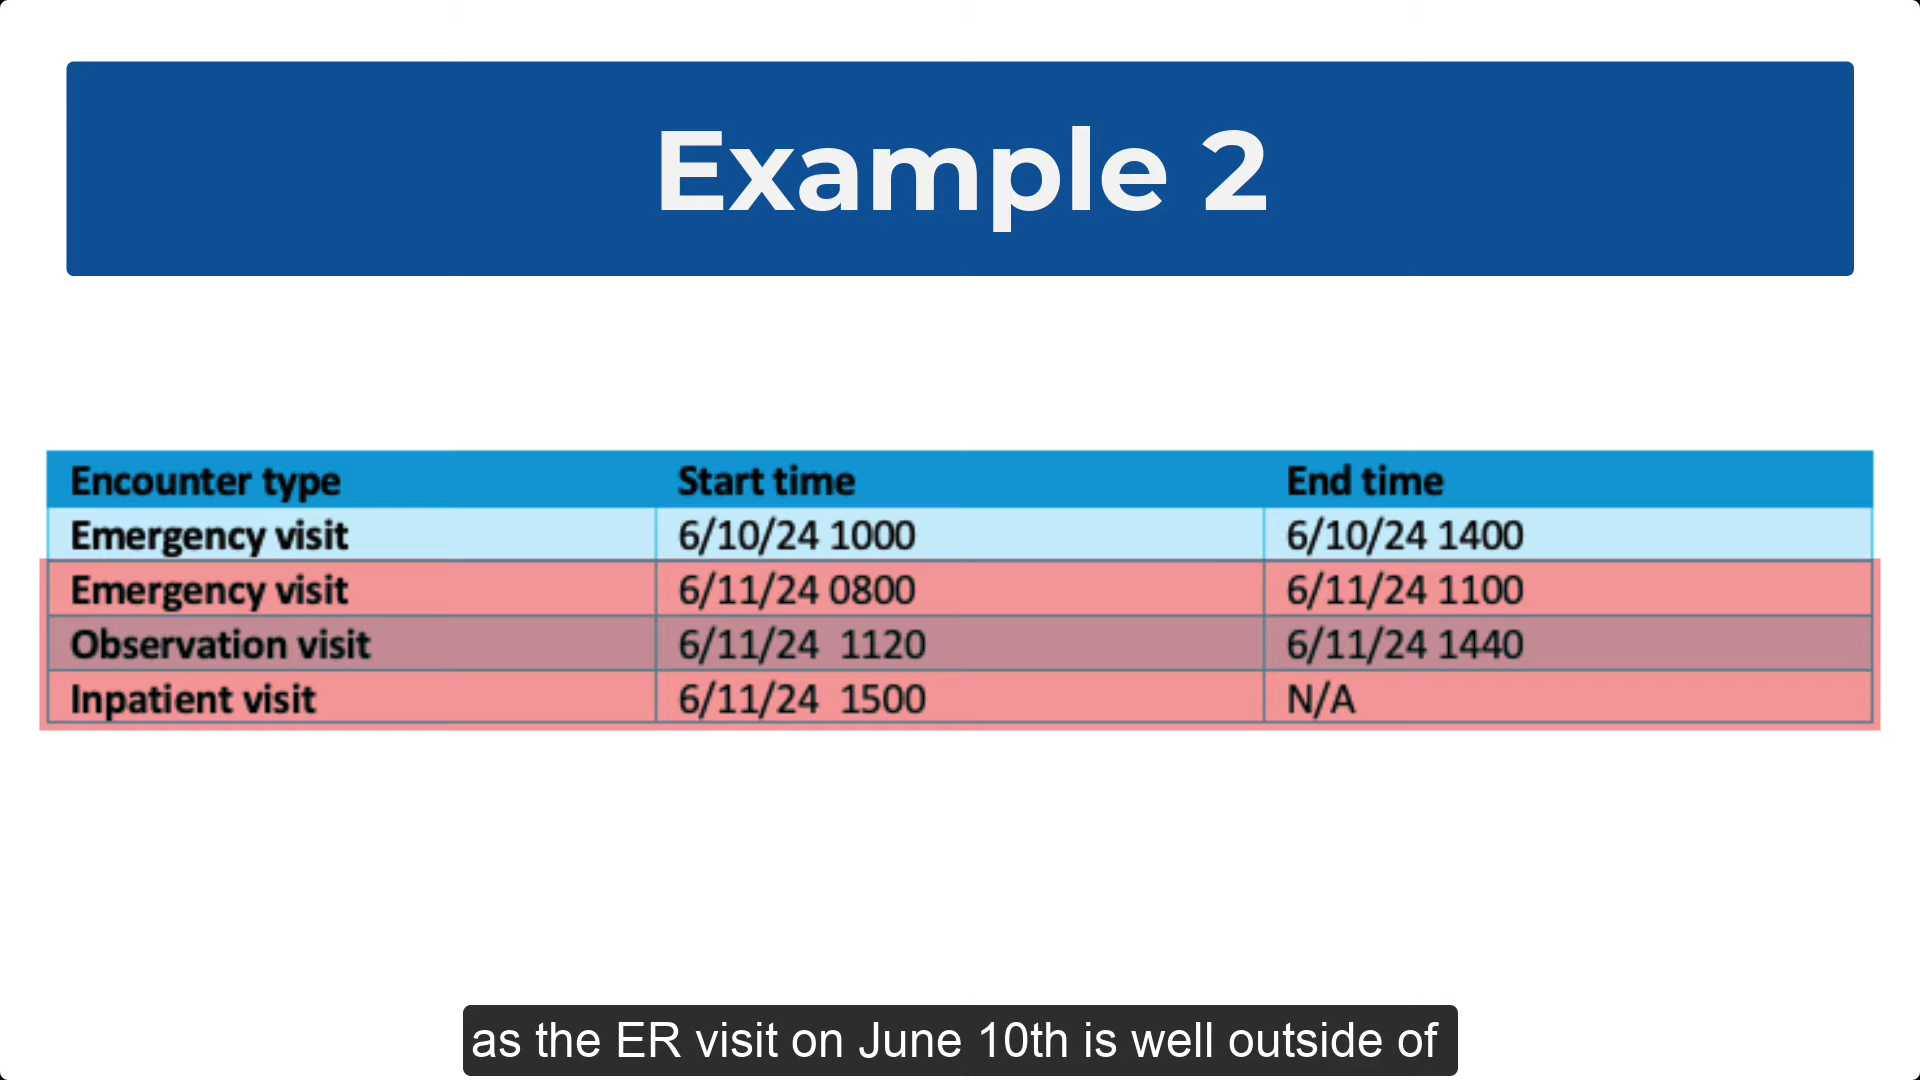 Example 2
Encounter type Start time End time
Emergency visit 6/10/24 1000 6/10/24 1400
Emergency visit 6/11/24 0800 6/11/24 1100
Observation visit 6/11/24 1120 6/11/24 1440
Inpatient visit 6/11/24 1500 N/A
as the ER visit on June 10th is well outside of